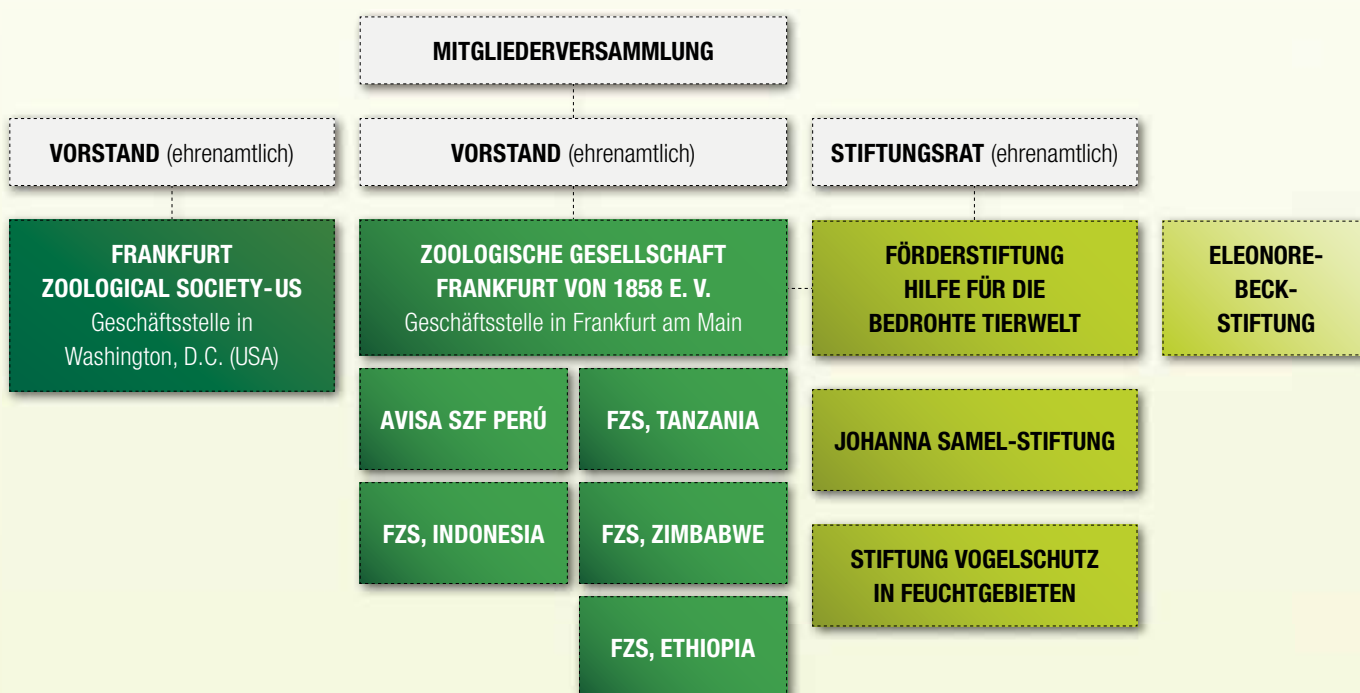 MITGLIEDERVERSAMMLUNG
VORSTAND (ehrenamtlich)
VORSTAND (ehrenamtlich)
STIFTUNGSRAT (ehrenamtlich)
FRANKFURT
ZOOLOGICAL SOCIETY-US
Geschäftsstelle in
Washington, D.C. (USA)
ZOOLOGISCHE GESELLSCHAFT
FRANKFURT VON 1858 E. V.
Geschäftsstelle in Frankfurt am Main
FÖRDERSTIFTUNG
HILFE FÜR DIE
BEDROHTE TIERWELT
ELEONORE-
BECK-
STIFTUNG
AVISA SZF PERÚ
FZS, TANZANIA
JOHANNA SAMEL-STIFTUNG
FZS, INDONESIA
FZS, ZIMBABWE
STIFTUNG VOGELSCHUTZ
IN FEUCHTGEBIETEN
FZS, ETHIOPIA